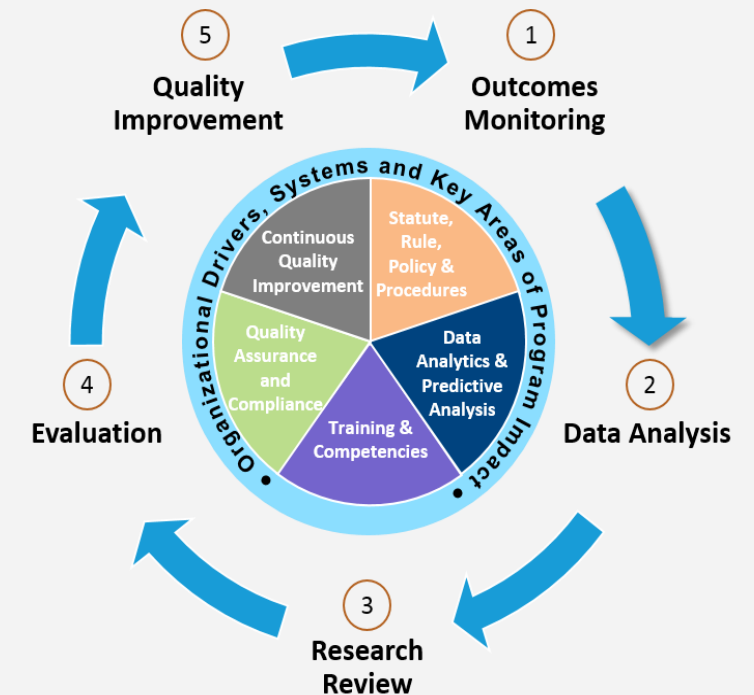 5
Quality
Improvement
1
Outcomes
Monitoring
2
Data Analysis
3
Research
Review
4
Evaluation
• Organizational Drivers, Systems and Key Areas of Program Impact •
Continuous
Quality
Improvement
Statute,
Rule,
Policy &
Procedures
Data
Analytics &
Predictive
Analysis
Training &
Competencies
Quality
Assurance
and
Compliance